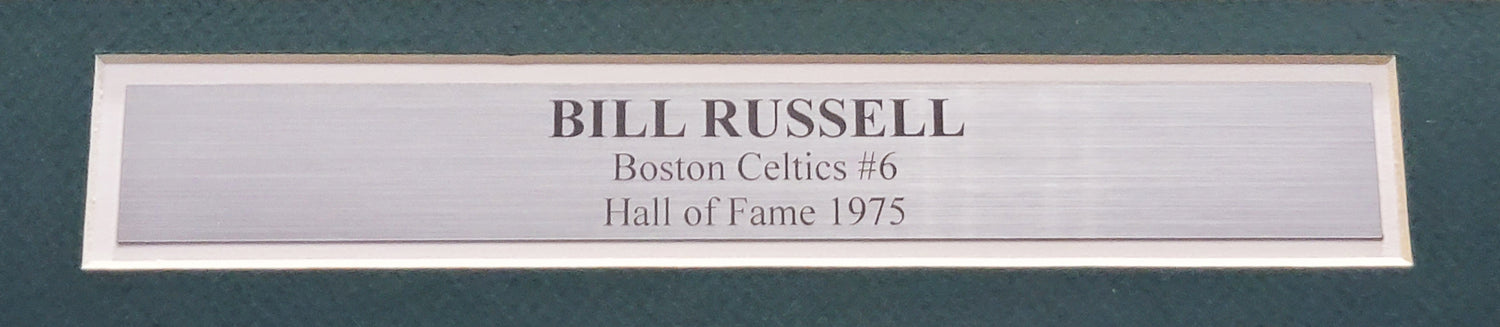 BILL RUSSELL
Boston Celtics #6
Hall of Fame 1975